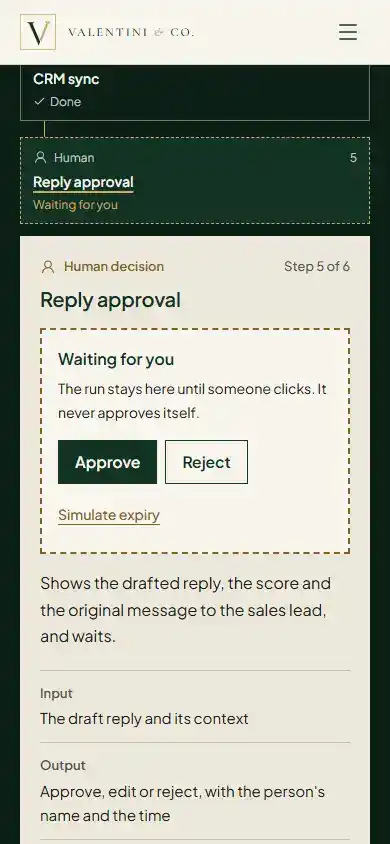 V VALENTINI & CO.
CRM sync
Done
Human 5
Reply approval
Waiting for you
Human decision Step 5 of 6
Reply approval
Waiting for you
The run stays here until someone clicks. It
never approves itself.
Approve Reject
Simulate expiry
Shows the drafted reply, the score and
the original message to the sales lead,
and waits.
Input
The draft reply and its context
Output
Approve, edit or reject, with the person's
name and the time